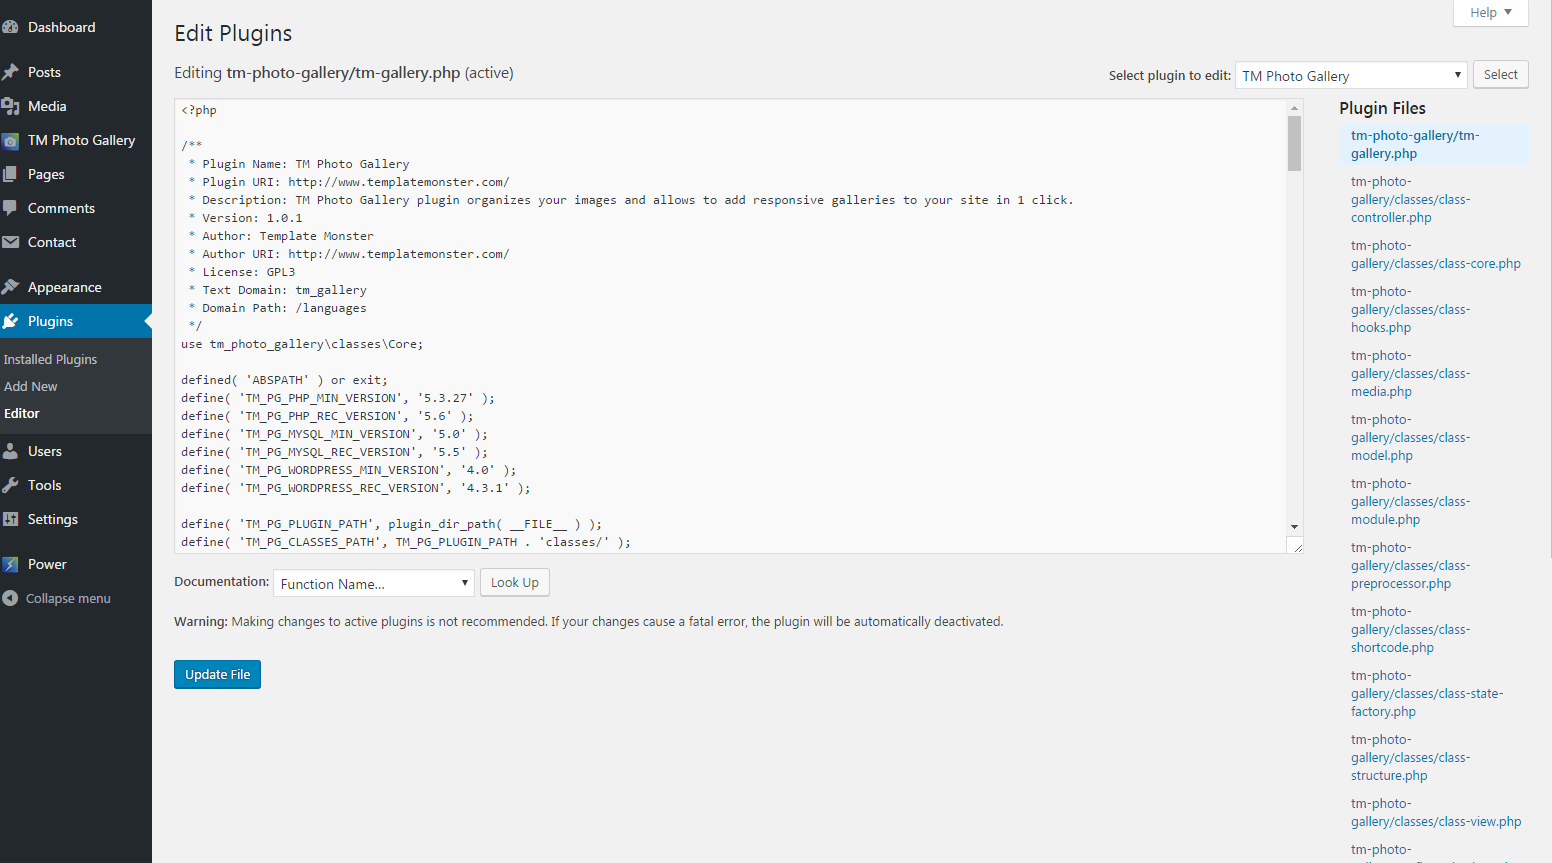 Dashboard
Posts
Media
TM Photo Gallery
Pages
Comments
Contact
Appearance
Plugins
Installed Plugins
Add New
Editor
Users
Tools
Settings
Power
Collapse menu
Help
Edit Plugins
Editing tm-photo-gallery/tm-gallery.php (active)
Select plugin to edit: TM Photo Gallery Select
<?php
/**
* Plugin Name: TM Photo Gallery
* Plugin URI: http://www.templatemonster.com/
* Description: TM Photo Gallery plugin organizes your images and allows to add responsive galleries to your site in 1 click.
* Version: 1.0.1
* Author: Template Monster
* Author URI: http://www.templatemonster.com/
* License: GPL3
* Text Domain: tm_gallery
* Domain Path: /languages
*/
use tm_photo_gallery\classes\Core;
defined( 'ABSPATH' ) or exit;
define( 'TM_PG_PHP_MIN_VERSION', '5.3.27' );
define( 'TM_PG_PHP_REC_VERSION', '5.6' );
define( 'TM_PG_MYSQL_MIN_VERSION', '5.0' );
define( 'TM_PG_MYSQL_REC_VERSION', '5.5' );
define( 'TM_PG_WORDPRESS_MIN_VERSION', '4.0' );
define( 'TM_PG_WORDPRESS_REC_VERSION', '4.3.1' );
define( 'TM_PG_PLUGIN_PATH', plugin_dir_path( __FILE__ ) );
define( 'TM_PG_CLASSES_PATH', TM_PG_PLUGIN_PATH . 'classes/' );
Documentation: Function Name... Look Up
Warning: Making changes to active plugins is not recommended. If your changes cause a fatal error, the plugin will be automatically deactivated.
Update File
Plugin Files
tm-photo-gallery/tm-
gallery.php
tm-photo-
gallery/classes/class-
controller.php
tm-photo-
gallery/classes/class-core.php
tm-photo-
gallery/classes/class-
hooks.php
tm-photo-
gallery/classes/class-
media.php
tm-photo-
gallery/classes/class-
model.php
tm-photo-
gallery/classes/class-
module.php
tm-photo-
gallery/classes/class-
preprocessor.php
tm-photo-
gallery/classes/class-
shortcode.php
tm-photo-
gallery/classes/class-state-
factory.php
tm-photo-
gallery/classes/class-
structure.php
tm-photo-
gallery/classes/class-view.php
tm-photo-